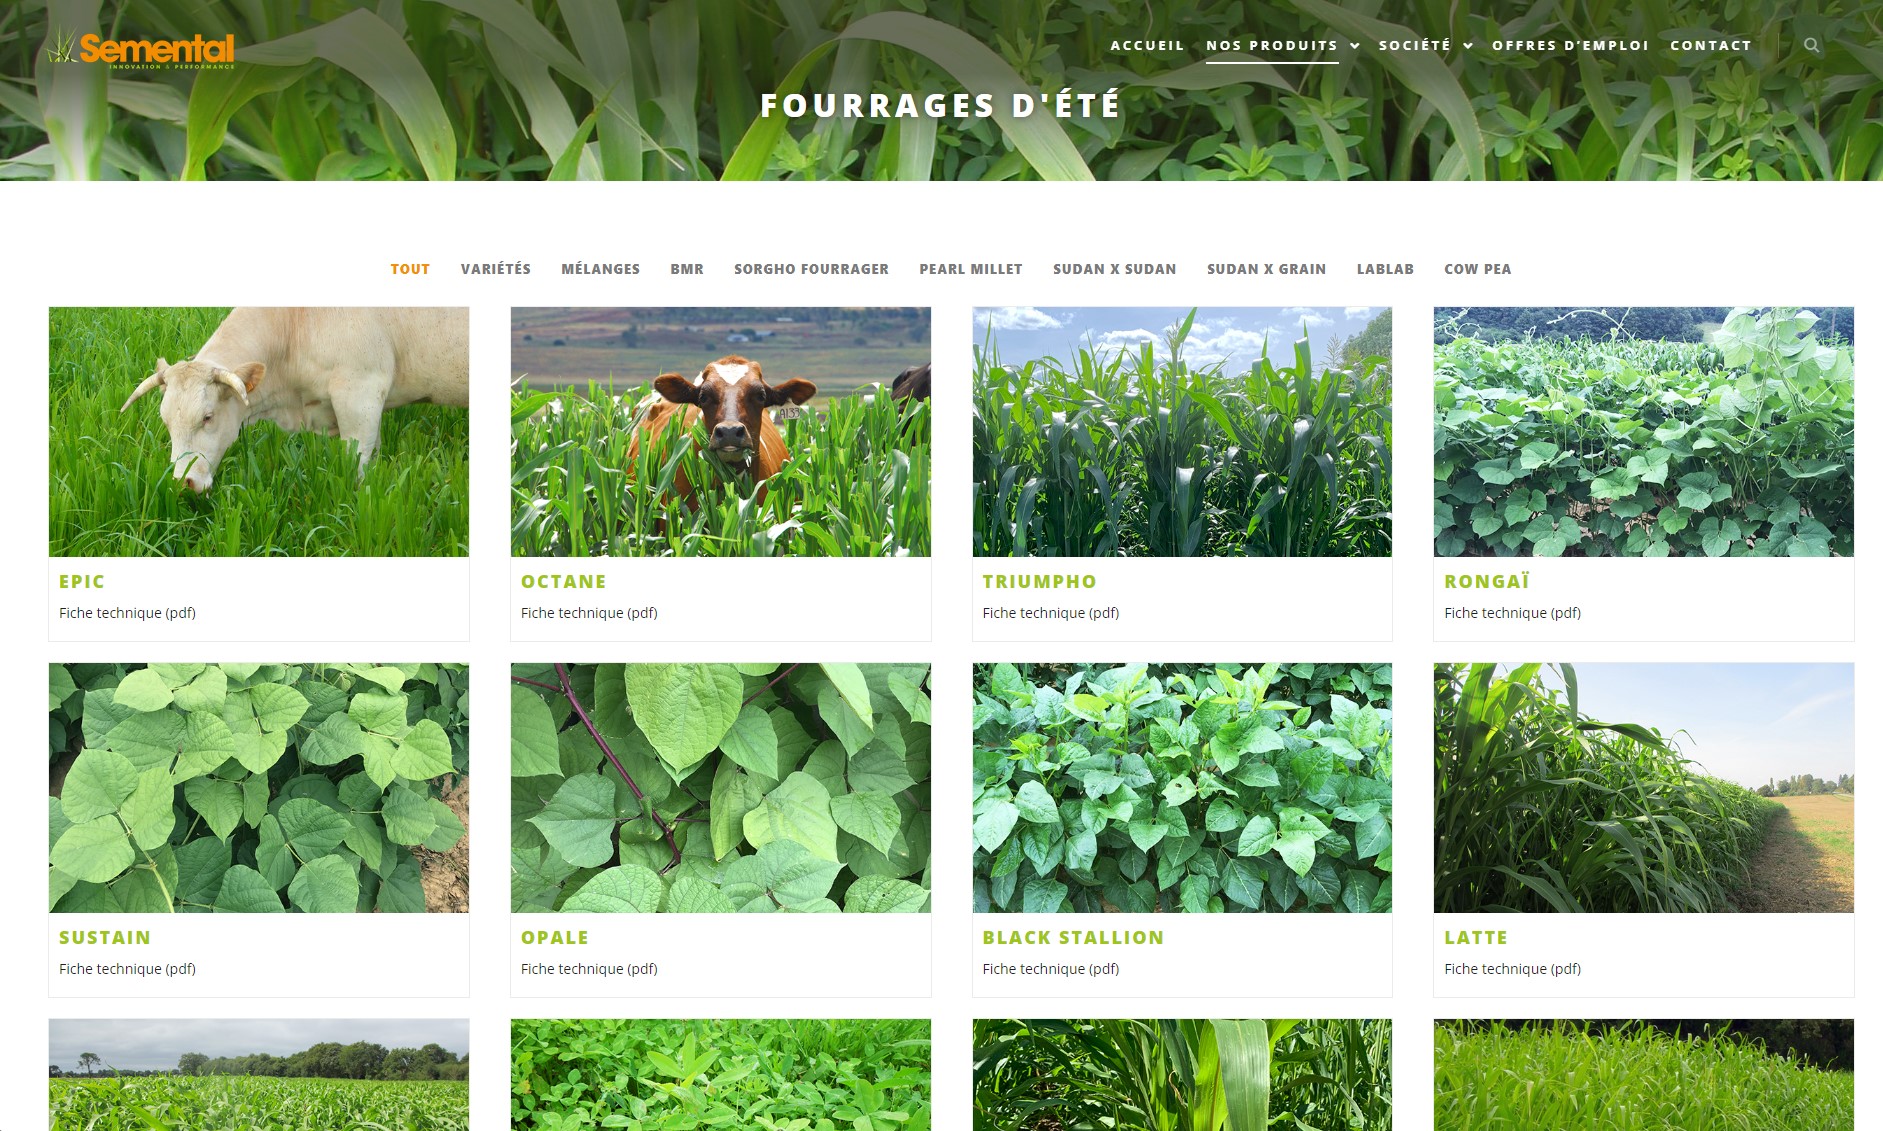 Semental
INNOVATION & PERFORMANCE
ACCUEIL NOS PRODUITS SOCIÉTÉ OFFRES D'EMPLOI CONTACT
FOURRAGES D'ÉTÉ
TOUT VARIÉTÉS MÉLANGES BMR SORGHO FOURRAGER PEARL MILLET SUDAN X SUDAN SUDAN X GRAIN LABLAB COW PEA
A133
EPIC OCTANE TRIUMPHO RONGAÏ
Fiche technique (pdf) Fiche technique (pdf) Fiche technique (pdf) Fiche technique (pdf)
SUSTAIN OPALE BLACK STALLION LATTE
Fiche technique (pdf) Fiche technique (pdf) Fiche technique (pdf) Fiche technique (pdf)